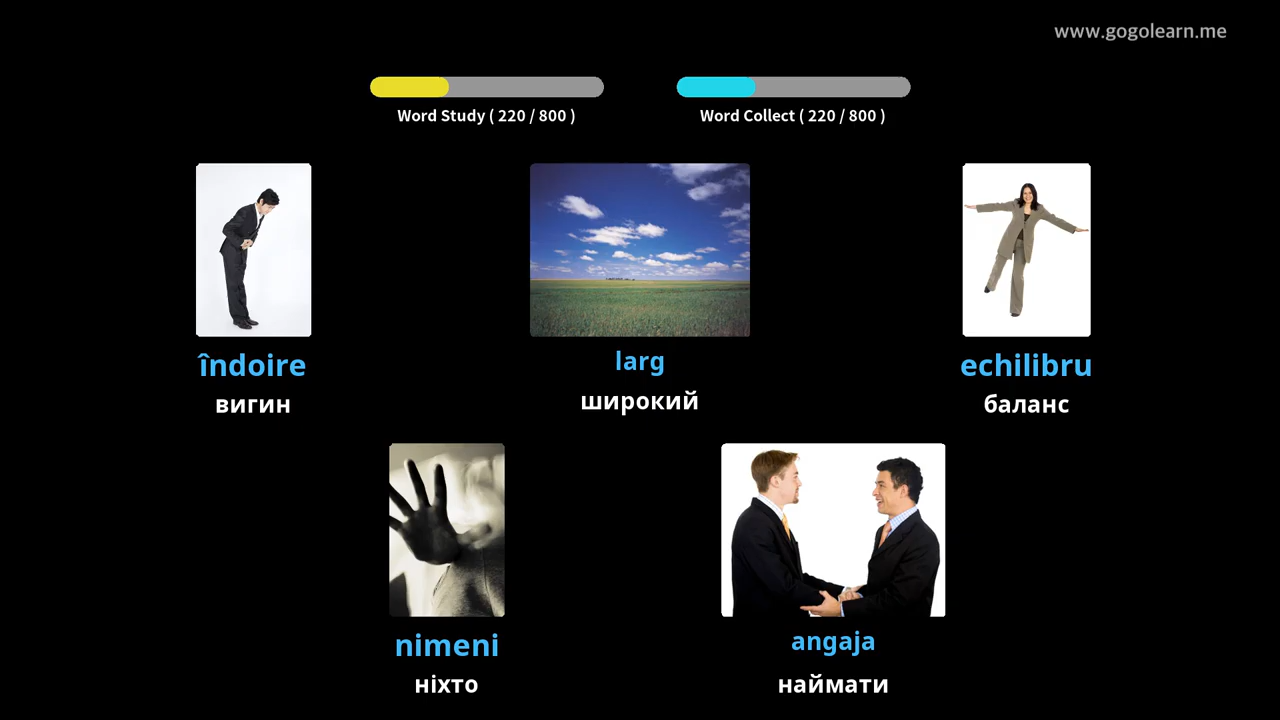 www.gogolearn.me
Word Study ( 220 / 800 )
Word Collect ( 220 / 800 )
îndoire
larg
echilibru
вигин
широкий
баланс
nimeni
angaja
ніхто
наймати